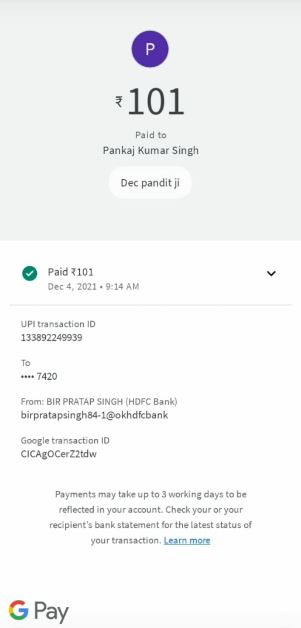 P
₹101
Paid to
Pankaj Kumar Singh
Dec pandit ji
Paid ₹101
Dec 4, 2021 • 9:14 AM
UPI transaction ID
133892249939
To
•••• 7420
From: BIR PRATAP SINGH (HDFC Bank)
birpratapsingh84-1@okhdfcbank
Google transaction ID
CICAgOCerZ2tdw
Payments may take up to 3 working days to be
reflected in your account. Check your or your
recipient's bank statement for the latest status of
your transaction. Learn more
G Pay